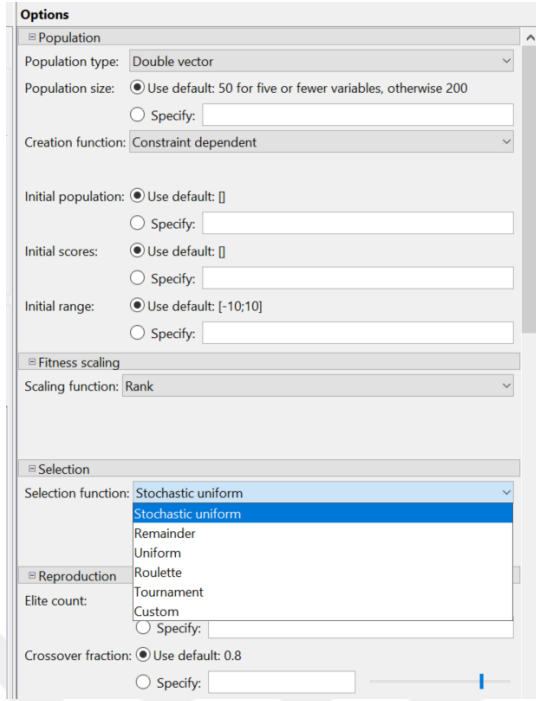 Options
Population
Population type: Double vector
Population size: Use default: 50 for five or fewer variables, otherwise 200
Specify:
Creation function: Constraint dependent
Initial population: Use default: []
Specify:
Initial scores: Use default: []
Specify:
Initial range: Use default: [-10;10]
Specify:
Fitness scaling
Scaling function: Rank
Selection
Selection function: Stochastic uniform
Stochastic uniform
Remainder
Uniform
Reproduction Roulette
Elite count: Tournament
Custom
Specify:
Crossover fraction: Use default: 0.8
Specify: